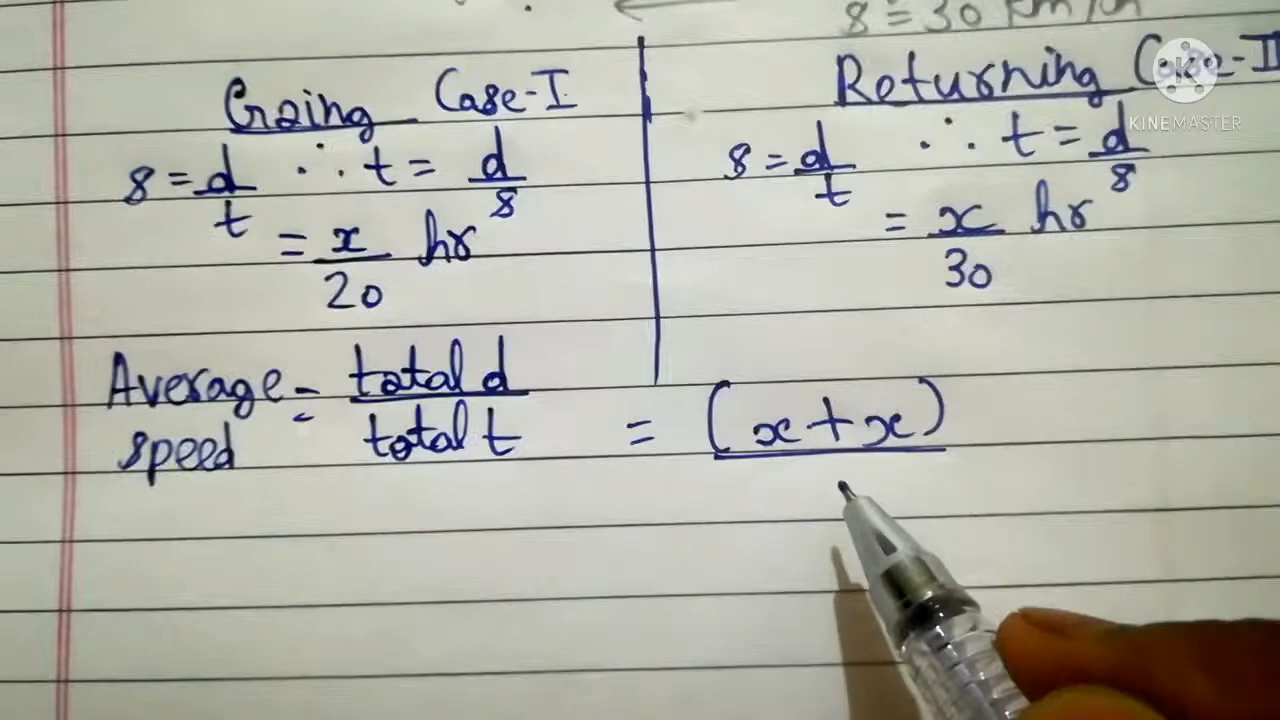 s = 30 km/h
Going Case-I
s = d/t ∴ t = d/s
= x/20 hr
Returning Case-II
s = d/t ∴ t = d/s
= x/30 hr
Average speed = total d/total t = (x+x)
KINEMASTER